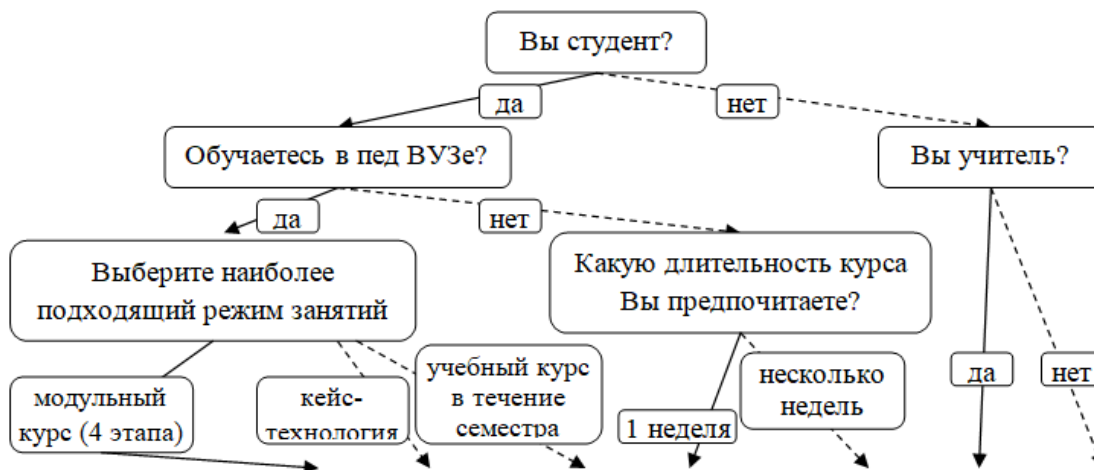 Вы студент?
да
нет
Обучаетесь в пед ВУЗе?
Вы учитель?
да
нет
Выберите наиболее
подходящий режим занятий
Какую длительность курса
Вы предпочитаете?
модульный
курс (4 этапа)
кейс-
технология
учебный курс
в течение
семестра
1 неделя
несколько
недель
да
нет